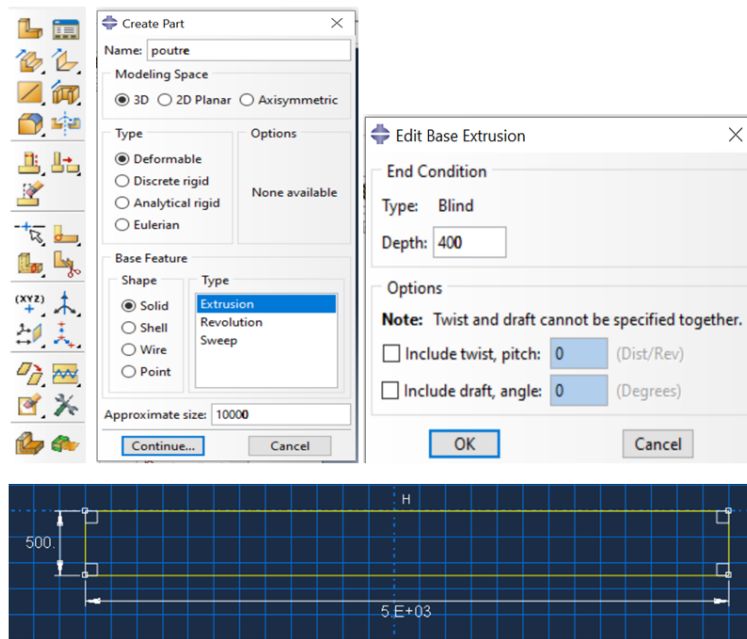 Create Part
Name: poutre
Modeling Space
3D 2D Planar Axisymmetric
Type
Deformable
Discrete rigid
Analytical rigid
Eulerian
Options
None available
Base Feature
Shape
Solid
Shell
Wire
Point
Type
Extrusion
Revolution
Sweep
Approximate size: 10000
Continue... Cancel
(XYZ)
Edit Base Extrusion
End Condition
Type: Blind
Depth: 400
Options
Note: Twist and draft cannot be specified together.
Include twist, pitch: 0 (Dist/Rev)
Include draft, angle: 0 (Degrees)
OK Cancel
H
500.
5.E+03